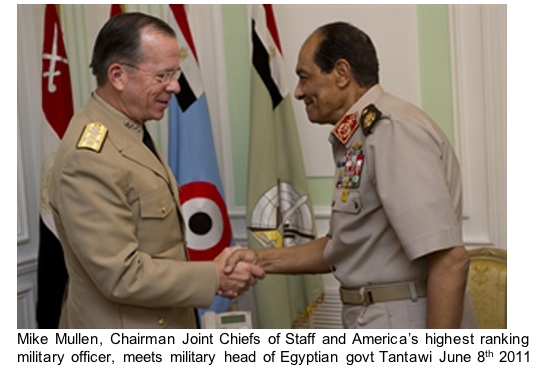 Mike Mullen, Chairman Joint Chiefs of Staff and America's highest ranking
military officer, meets military head of Egyptian govt Tantawi June 8th 2011